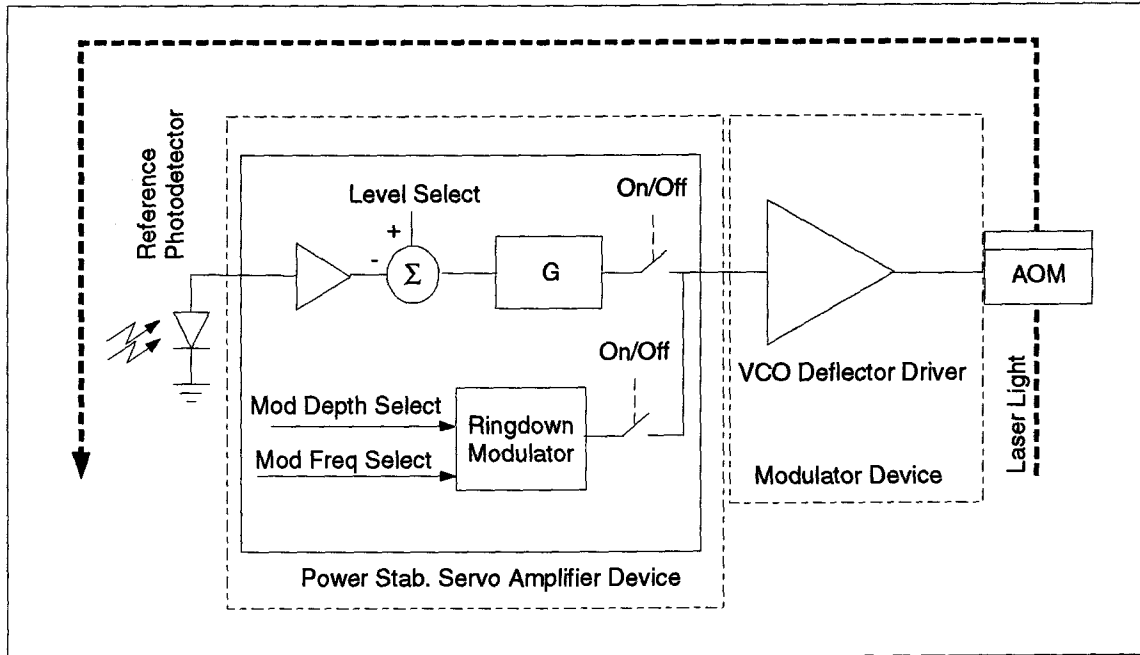 Reference
Photodetector
Level Select
On/Off
+
-
Σ
G
AOM
On/Off
VCO Deflector Driver
Mod Depth Select
Mod Freq Select
Ringdown
Modulator
Laser Light
Modulator Device
Power Stab. Servo Amplifier Device